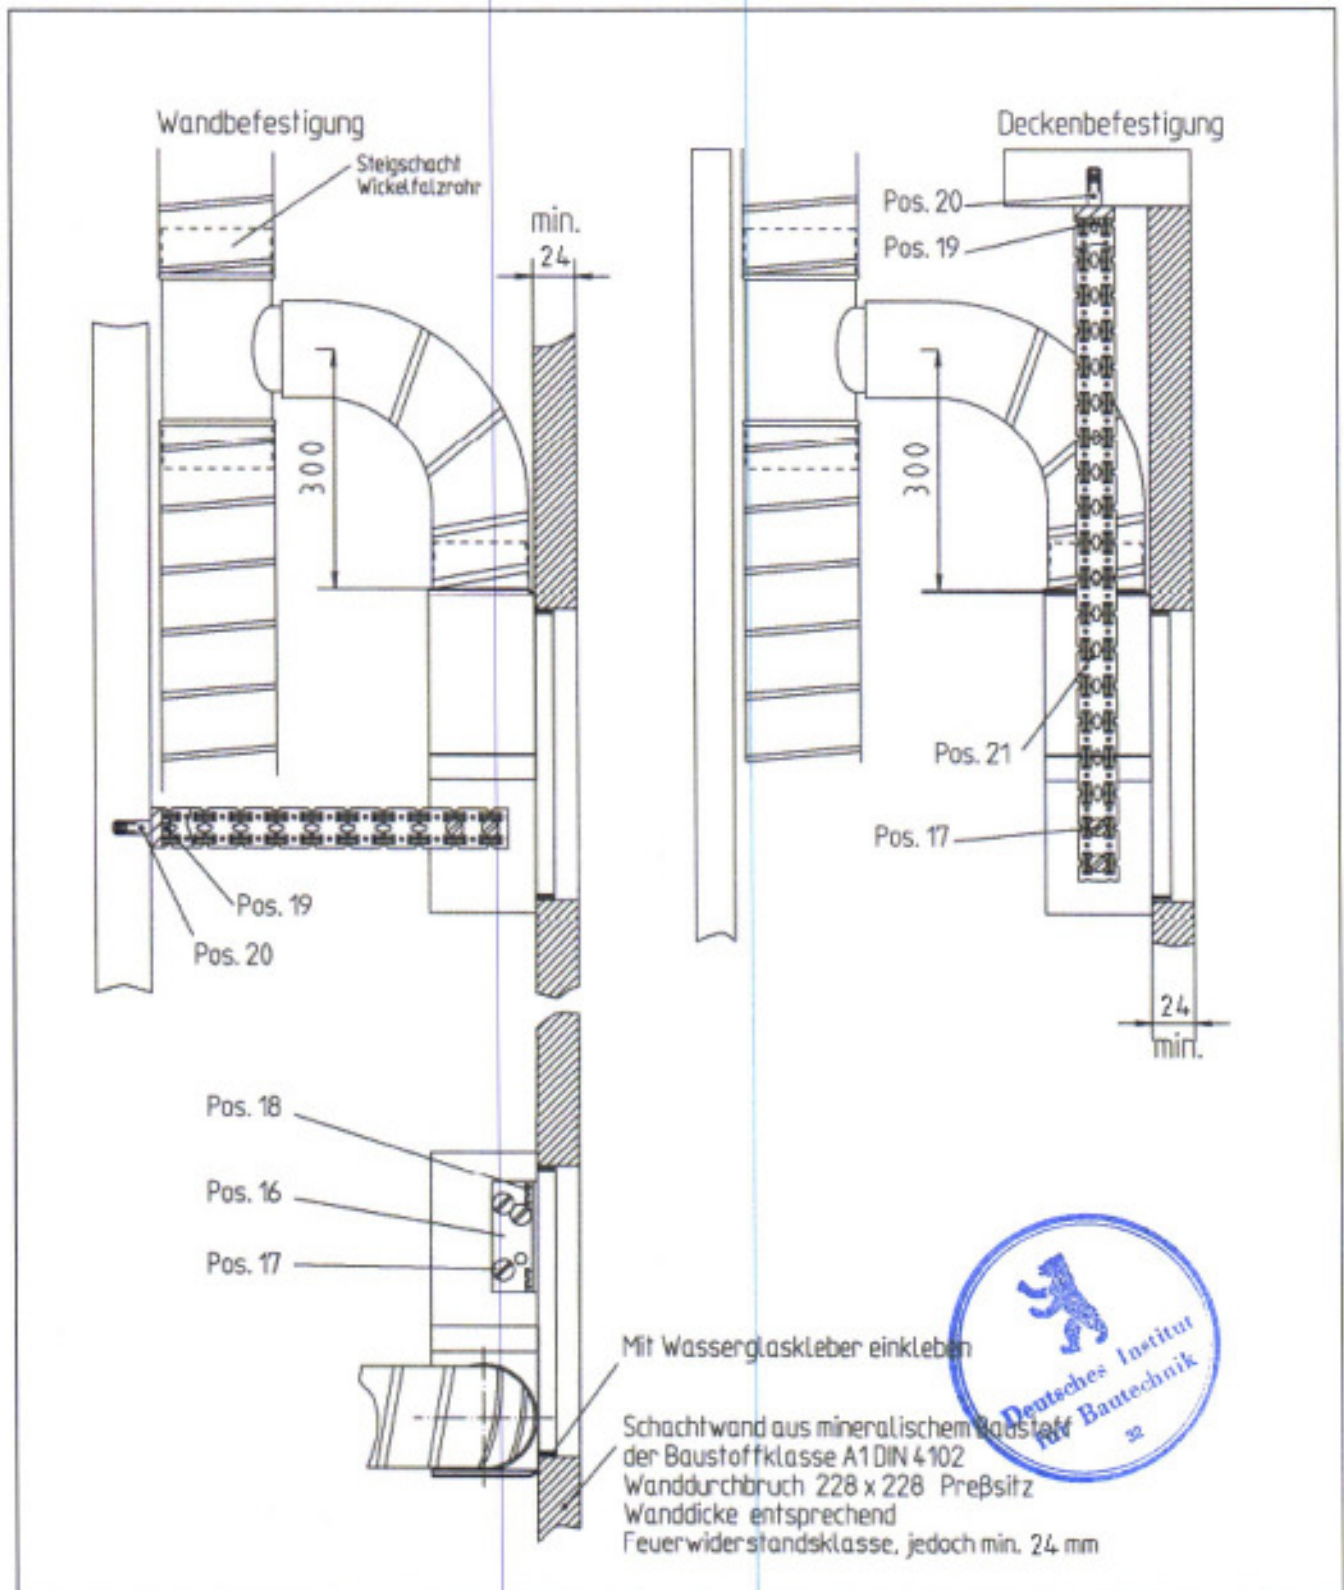 Wandbefestigung
Steigschacht
Wickelfalzrohr
min.
24
300
Pos. 19
Pos. 20
Deckenbefestigung
Pos. 20
Pos. 19
300
Pos. 21
Pos. 17
24
min.
Pos. 18
Pos. 16
Pos. 17
Mit Wasserglaskleber einkleben
Schachtwand aus mineralischem Baustoff
der Baustoffklasse A1 DIN 4102
Wanddurchbruch 228 x 228 Preßsitz
Wanddicke entsprechend
Feuerwiderstandsklasse, jedoch min. 24 mm
Deutsches Institut
für Bautechnik
32